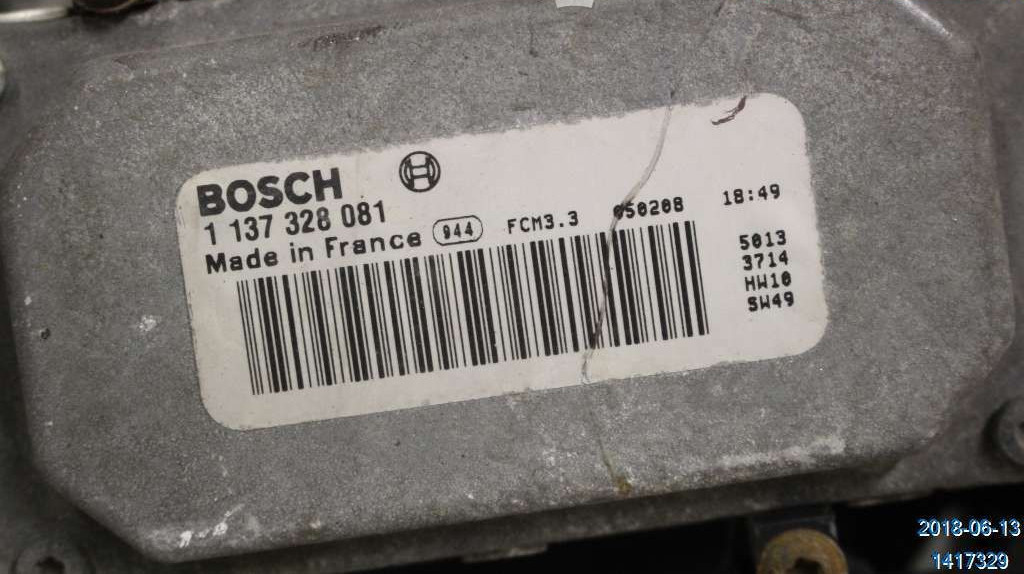 BOSCH
1 137 328 081
Made in France 944 FCM3.3 050208 18:49
5013
3714
HW10
SW49
2018-06-13
1417329